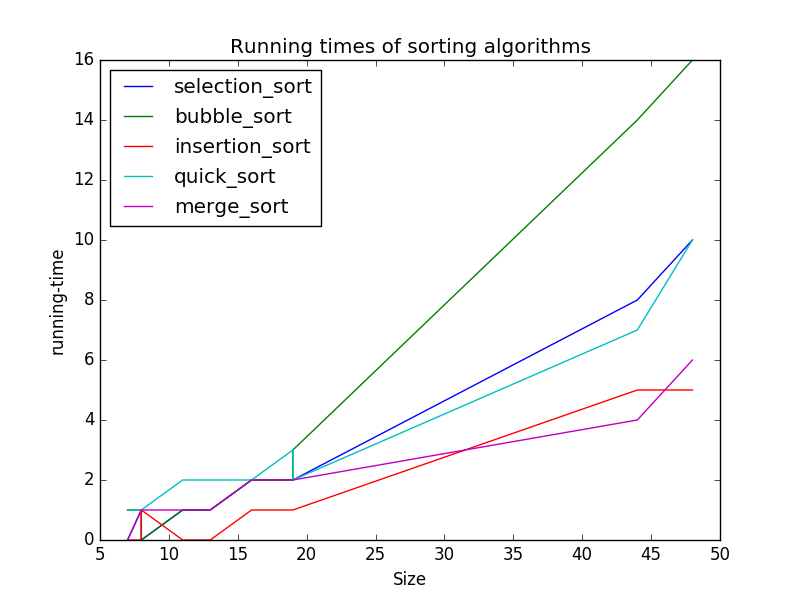 Running times of sorting algorithms
selection_sort
bubble_sort
insertion_sort
quick_sort
merge_sort
running-time
16
14
12
10
8
6
4
2
0
5 10 15 20 25 30 35 40 45 50
Size